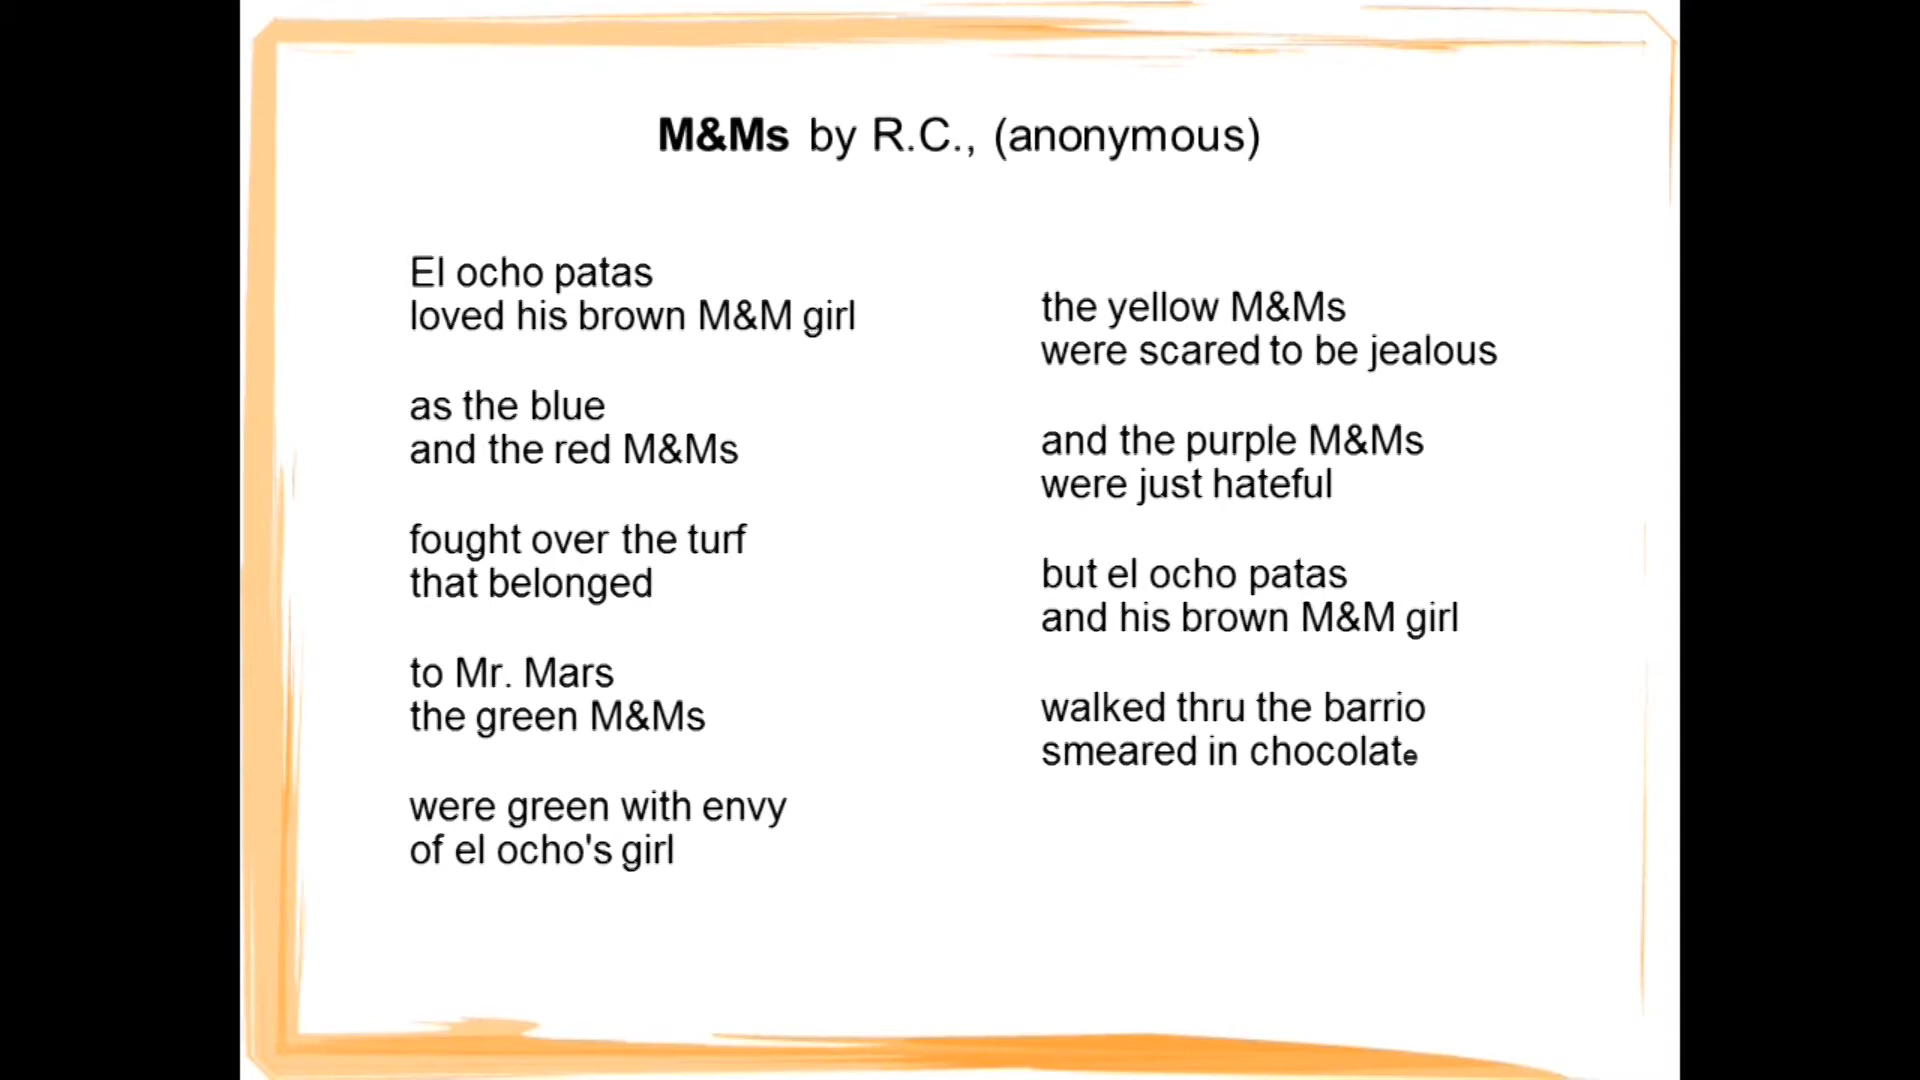 M&Ms by R.C., (anonymous)
El ocho patas
loved his brown M&M girl
as the blue
and the red M&Ms
fought over the turf
that belonged
to Mr. Mars
the green M&Ms
were green with envy
of el ocho's girl
the yellow M&Ms
were scared to be jealous
and the purple M&Ms
were just hateful
but el ocho patas
and his brown M&M girl
walked thru the barrio
smeared in chocolate